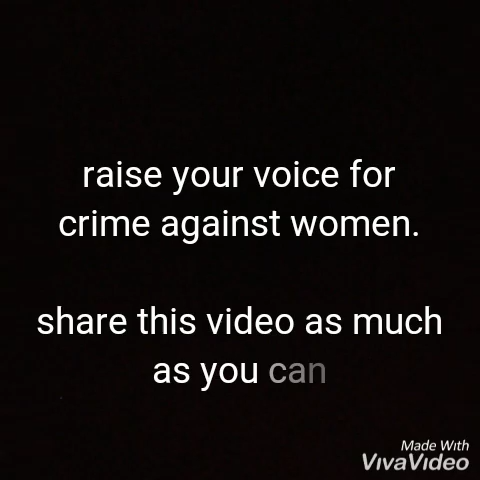 raise your voice for
crime against women.
share this video as much
as you can
Made With
VivaVideo